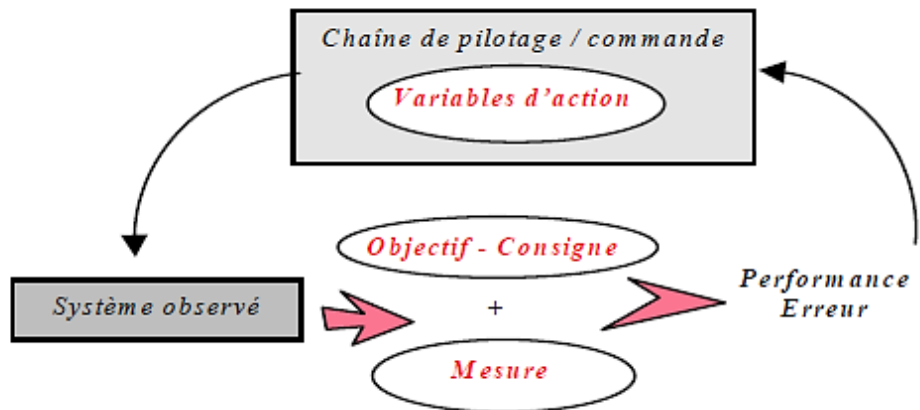 Chaîne de pilotage / commande
Variables d'action
Objectif - Consigne
Système observé
+
Performance
Erreur
Mesure